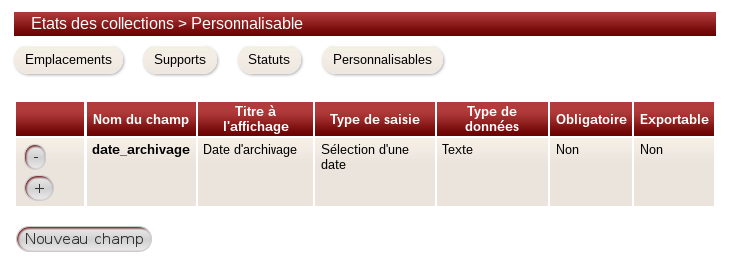 Etats des collections > Personnalisable
Emplacements Supports Statuts Personnalisables
Nom du champ Titre à l'affichage Type de saisie Type de données Obligatoire Exportable
- date_archivage Date d'archivage Sélection d'une date Texte Non Non
+
Nouveau champ